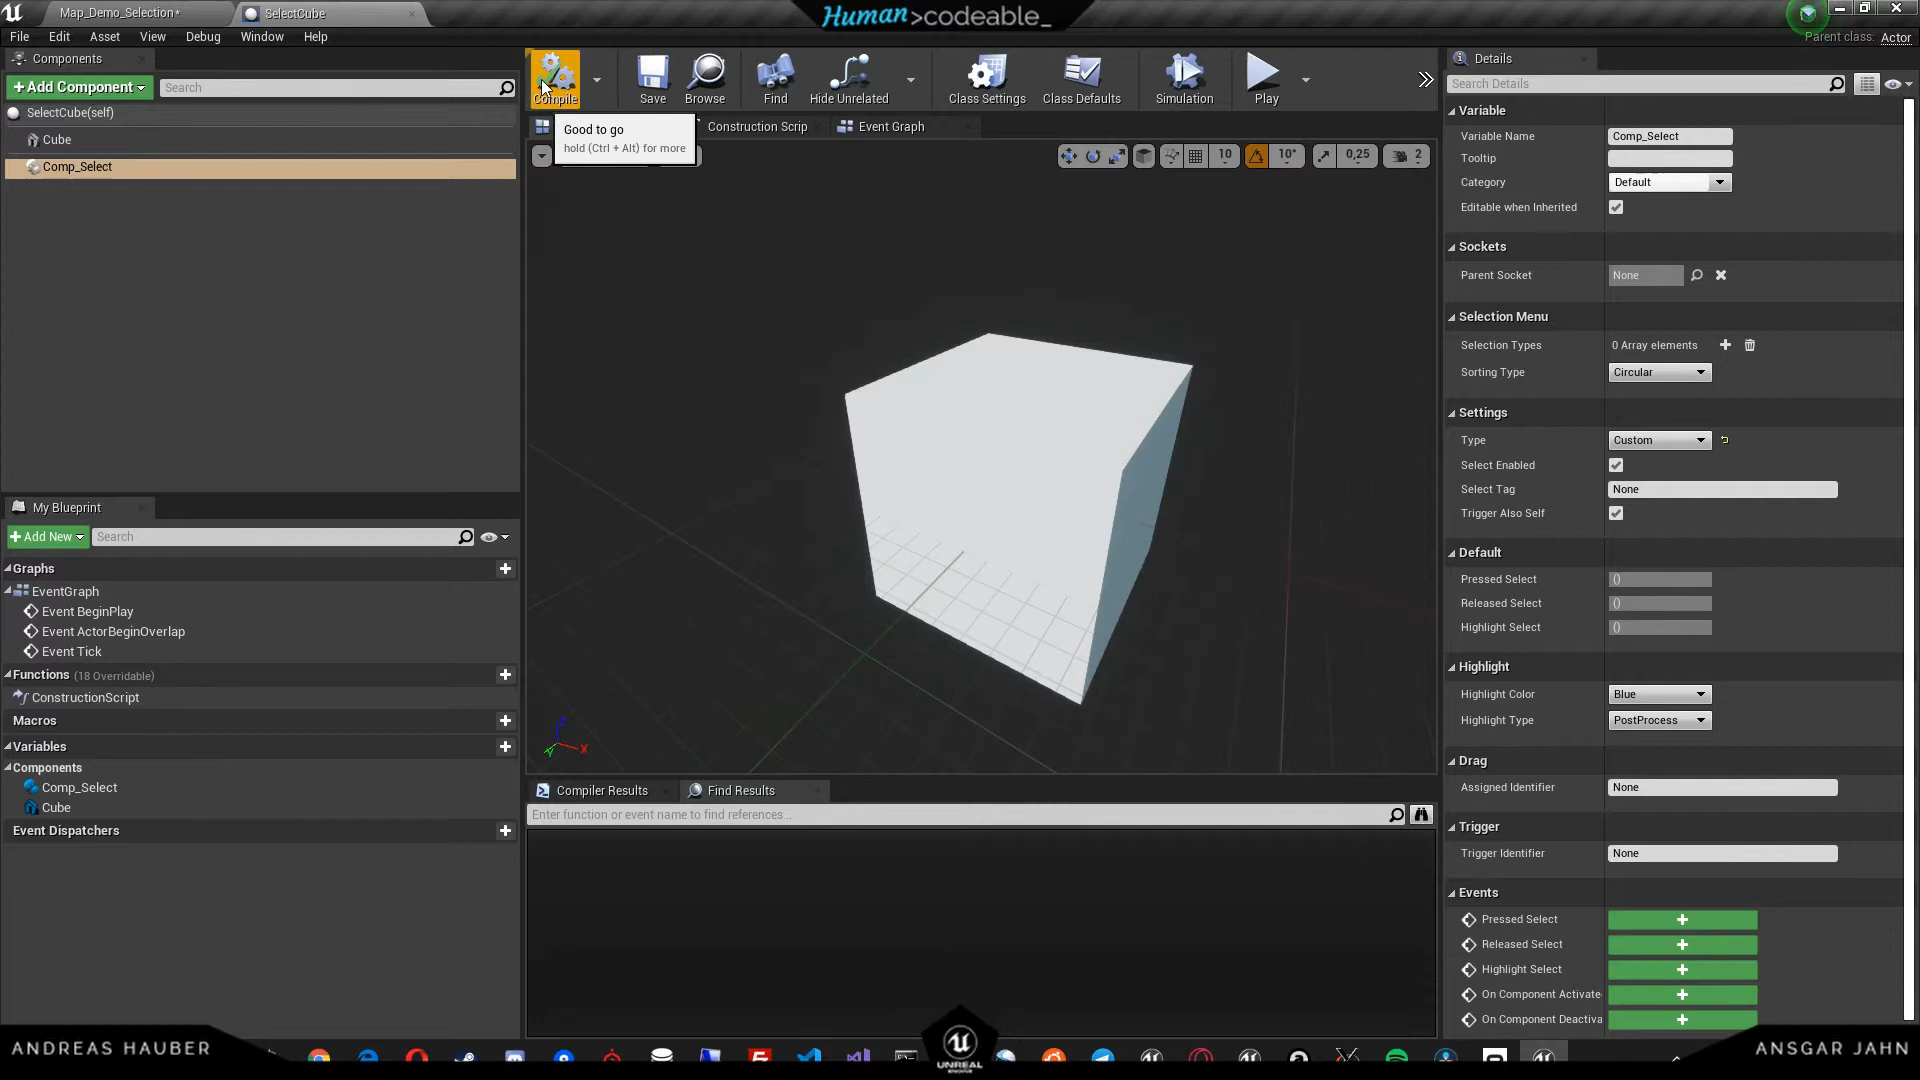 Map_Demo_Selection*
SelectCube
Human>codeable_
Parent class: Actor
File Edit Asset View Debug Window Help
Components
+Add Component
Search
SelectCube(self)
Cube
Comp_Select
Compile
Save
Browse
Find
Hide Unrelated
Class Settings
Class Defaults
Simulation
Play
Good to go
hold (Ctrl + Alt) for more
Construction Scrip
Event Graph
10
10°
0,25
2
X
My Blueprint
+Add New
Search
Graphs
EventGraph
Event BeginPlay
Event ActorBeginOverlap
Event Tick
Functions (18 Overridable)
ConstructionScript
Macros
Variables
Components
Comp_Select
Cube
Event Dispatchers
Compiler Results
Find Results
Enter function or event name to find references...
Details
Search Details
Variable
Variable Name Comp_Select
Tooltip
Category Default
Editable when Inherited
Sockets
Parent Socket None
Selection Menu
Selection Types 0 Array elements
Sorting Type Circular
Settings
Type Custom
Select Enabled
Select Tag None
Trigger Also Self
Default
Pressed Select ()
Released Select ()
Highlight Select ()
Highlight
Highlight Color Blue
Highlight Type PostProcess
Drag
Assigned Identifier None
Trigger
Trigger Identifier None
Events
Pressed Select +
Released Select +
Highlight Select +
On Component Activate +
On Component Deactiva +
ANDREAS HAUBER
UNREAL
ANSGAR JAHN